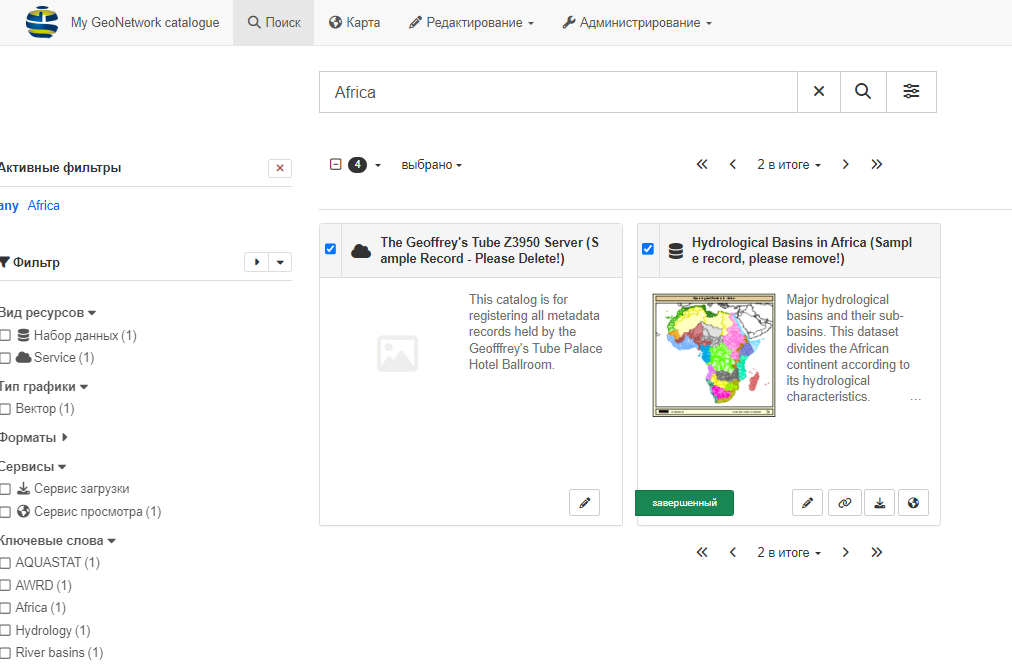 My GeoNetwork catalogue
Поиск
Карта
Редактирование
Администрирование
Africa
Активные фильтры
any Africa
Фильтр
Вид ресурсов
Набор данных (1)
Service (1)
Тип графики
Вектор (1)
Форматы
Сервисы
Сервис загрузки
Сервис просмотра (1)
Ключевые слова
AQUASTAT (1)
AWRD (1)
Africa (1)
Hydrology (1)
River basins (1)
4
выбрано
2 в итоге
The Geoffrey's Tube Z3950 Server (S
ample Record - Please Delete!)
This catalog is for
registering all metadata
records held by the
Geofffrey's Tube Palace
Hotel Ballroom.
Hydrological Basins in Africa (Sampl
e record, please remove!)
Major hydrological
basins and their sub-
basins. This dataset
divides the African
continent according to
its hydrological
characteristics. ...
завершенный
2 в итоге